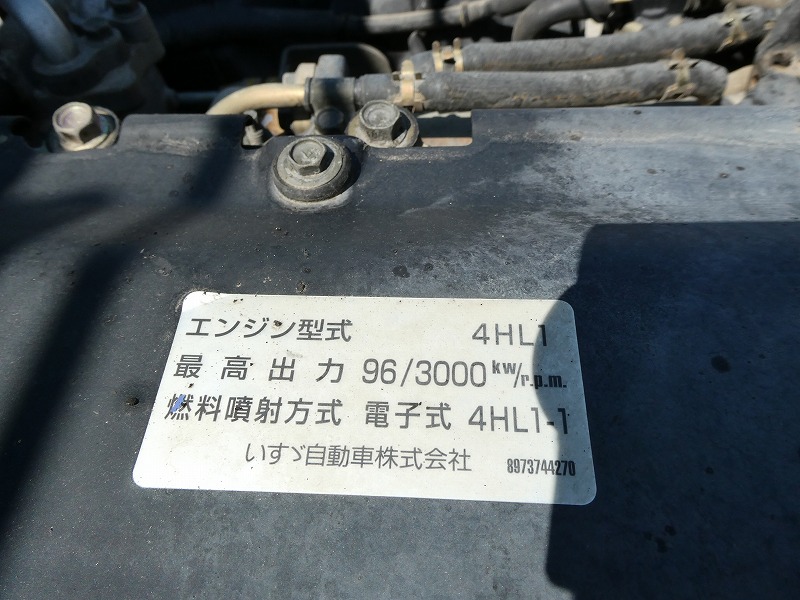 エンジン型式 4HL1
最高出力 96/3000 kw/r.p.m.
燃料噴射方式 電子式 4HL1-1
いすゞ自動車株式会社 8973744270